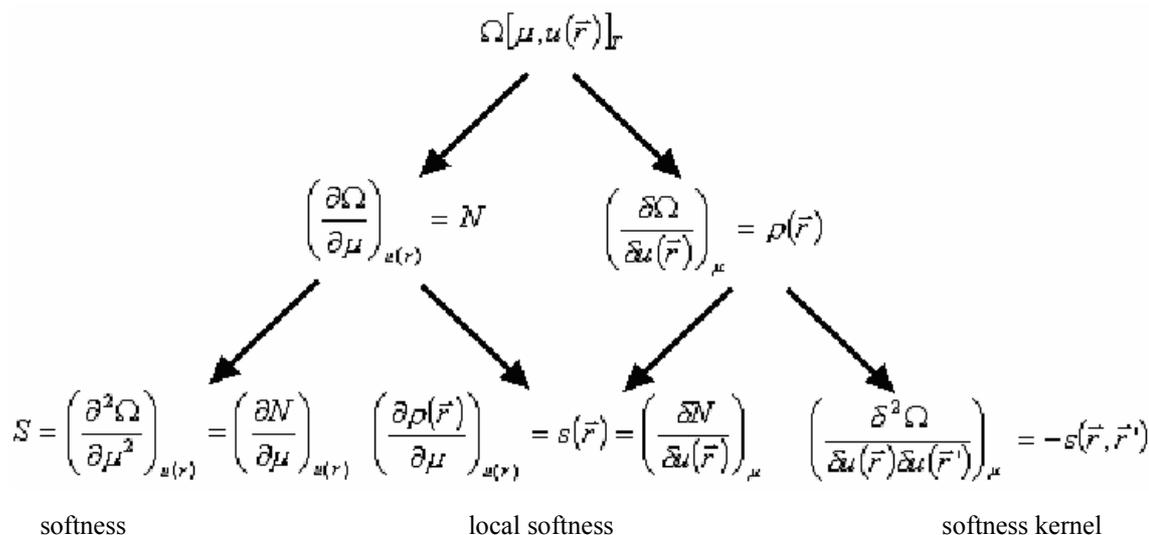 Ω[μ, u(r⃗)]_T
(∂Ω/∂μ)_{u(r)} = N
(δΩ/δu(r⃗))_μ = ρ(r⃗)
S = (∂²Ω/∂μ²)_{u(r)} = (∂N/∂μ)_{u(r)}
(∂ρ(r⃗)/∂μ)_{u(r)} = s(r⃗) = (δN/δu(r⃗))_μ
(δ²Ω/δu(r⃗)δu(r⃗'))_μ = -s(r⃗,r⃗')
softness
local softness
softness kernel